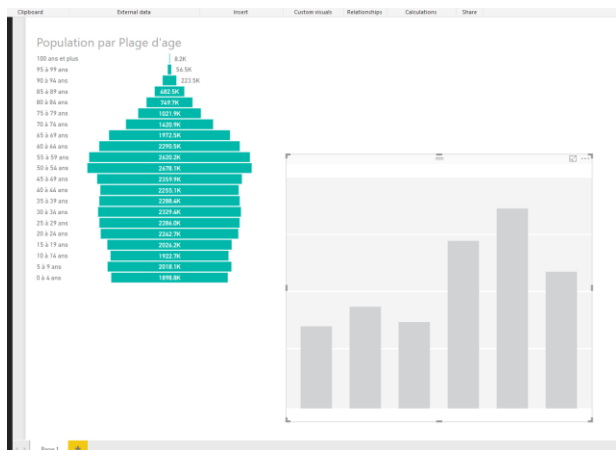 Clipboard External data Insert Custom visuals Relationships Calculations Share
Population par Plage d'age
100 ans et plus 8.2K
95 à 99 ans 56.5K
90 à 94 ans 223.5K
85 à 89 ans 482.5K
80 à 84 ans 749.7K
75 à 79 ans 1021.9K
70 à 74 ans 1420.9K
65 à 69 ans 1972.5K
60 à 64 ans 2290.5K
55 à 59 ans 2620.2K
50 à 54 ans 2678.1K
45 à 49 ans 2359.9K
40 à 44 ans 2255.1K
35 à 39 ans 2288.4K
30 à 34 ans 2329.4K
25 à 29 ans 2286.0K
20 à 24 ans 2262.7K
15 à 19 ans 2026.2K
10 à 14 ans 1922.7K
5 à 9 ans 2018.1K
0 à 4 ans 1898.8K
Page 1